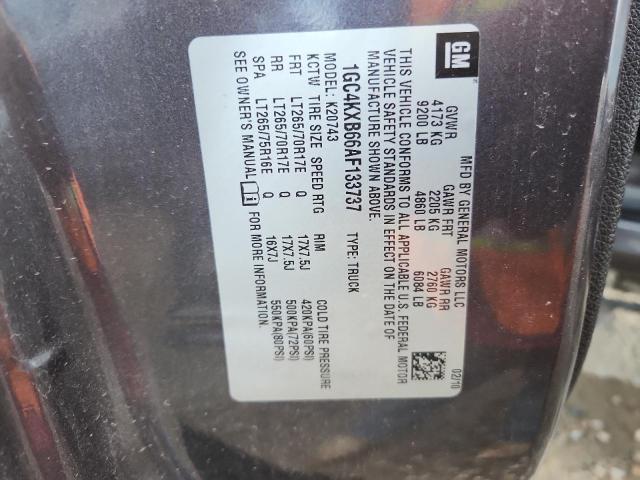 GM
MFD BY GENERAL MOTORS LLC
02/10
GVWR GAWR FRT GAWR RR
4173 KG 2205 KG 2760 KG
9200 LB 4860 LB 6084 LB
THIS VEHICLE CONFORMS TO ALL APPLICABLE U.S. FEDERAL MOTOR
VEHICLE SAFETY STANDARDS IN EFFECT ON THE DATE OF
MANUFACTURE SHOWN ABOVE.
1GC4KXB66AF133737 TYPE: TRUCK
MODEL: K20743
KCTW TIRE SIZE SPEED RTG RIM COLD TIRE PRESSURE
FRT LT265/70R17E Q 17X7.5J 420KPA(60PSI)
RR LT265/70R17E Q 17X7.5J 500KPA(72PSI)
SPA LT265/75R16E Q 16X7J 550KPA(80PSI)
SEE OWNER'S MANUAL FOR MORE INFORMATION.